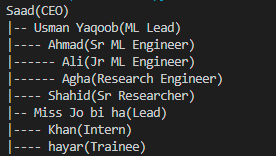 Saad(CEO)
|-- Usman Yaqoob(ML Lead)
|---- Ahmad(Sr ML Engineer)
|------ Ali(Jr ML Engineer)
|------ Agha(Research Engineer)
|---- Shahid(Sr Researcher)
|-- Miss Jo bi ha(Lead)
|---- Khan(Intern)
|---- hayar(Trainee)